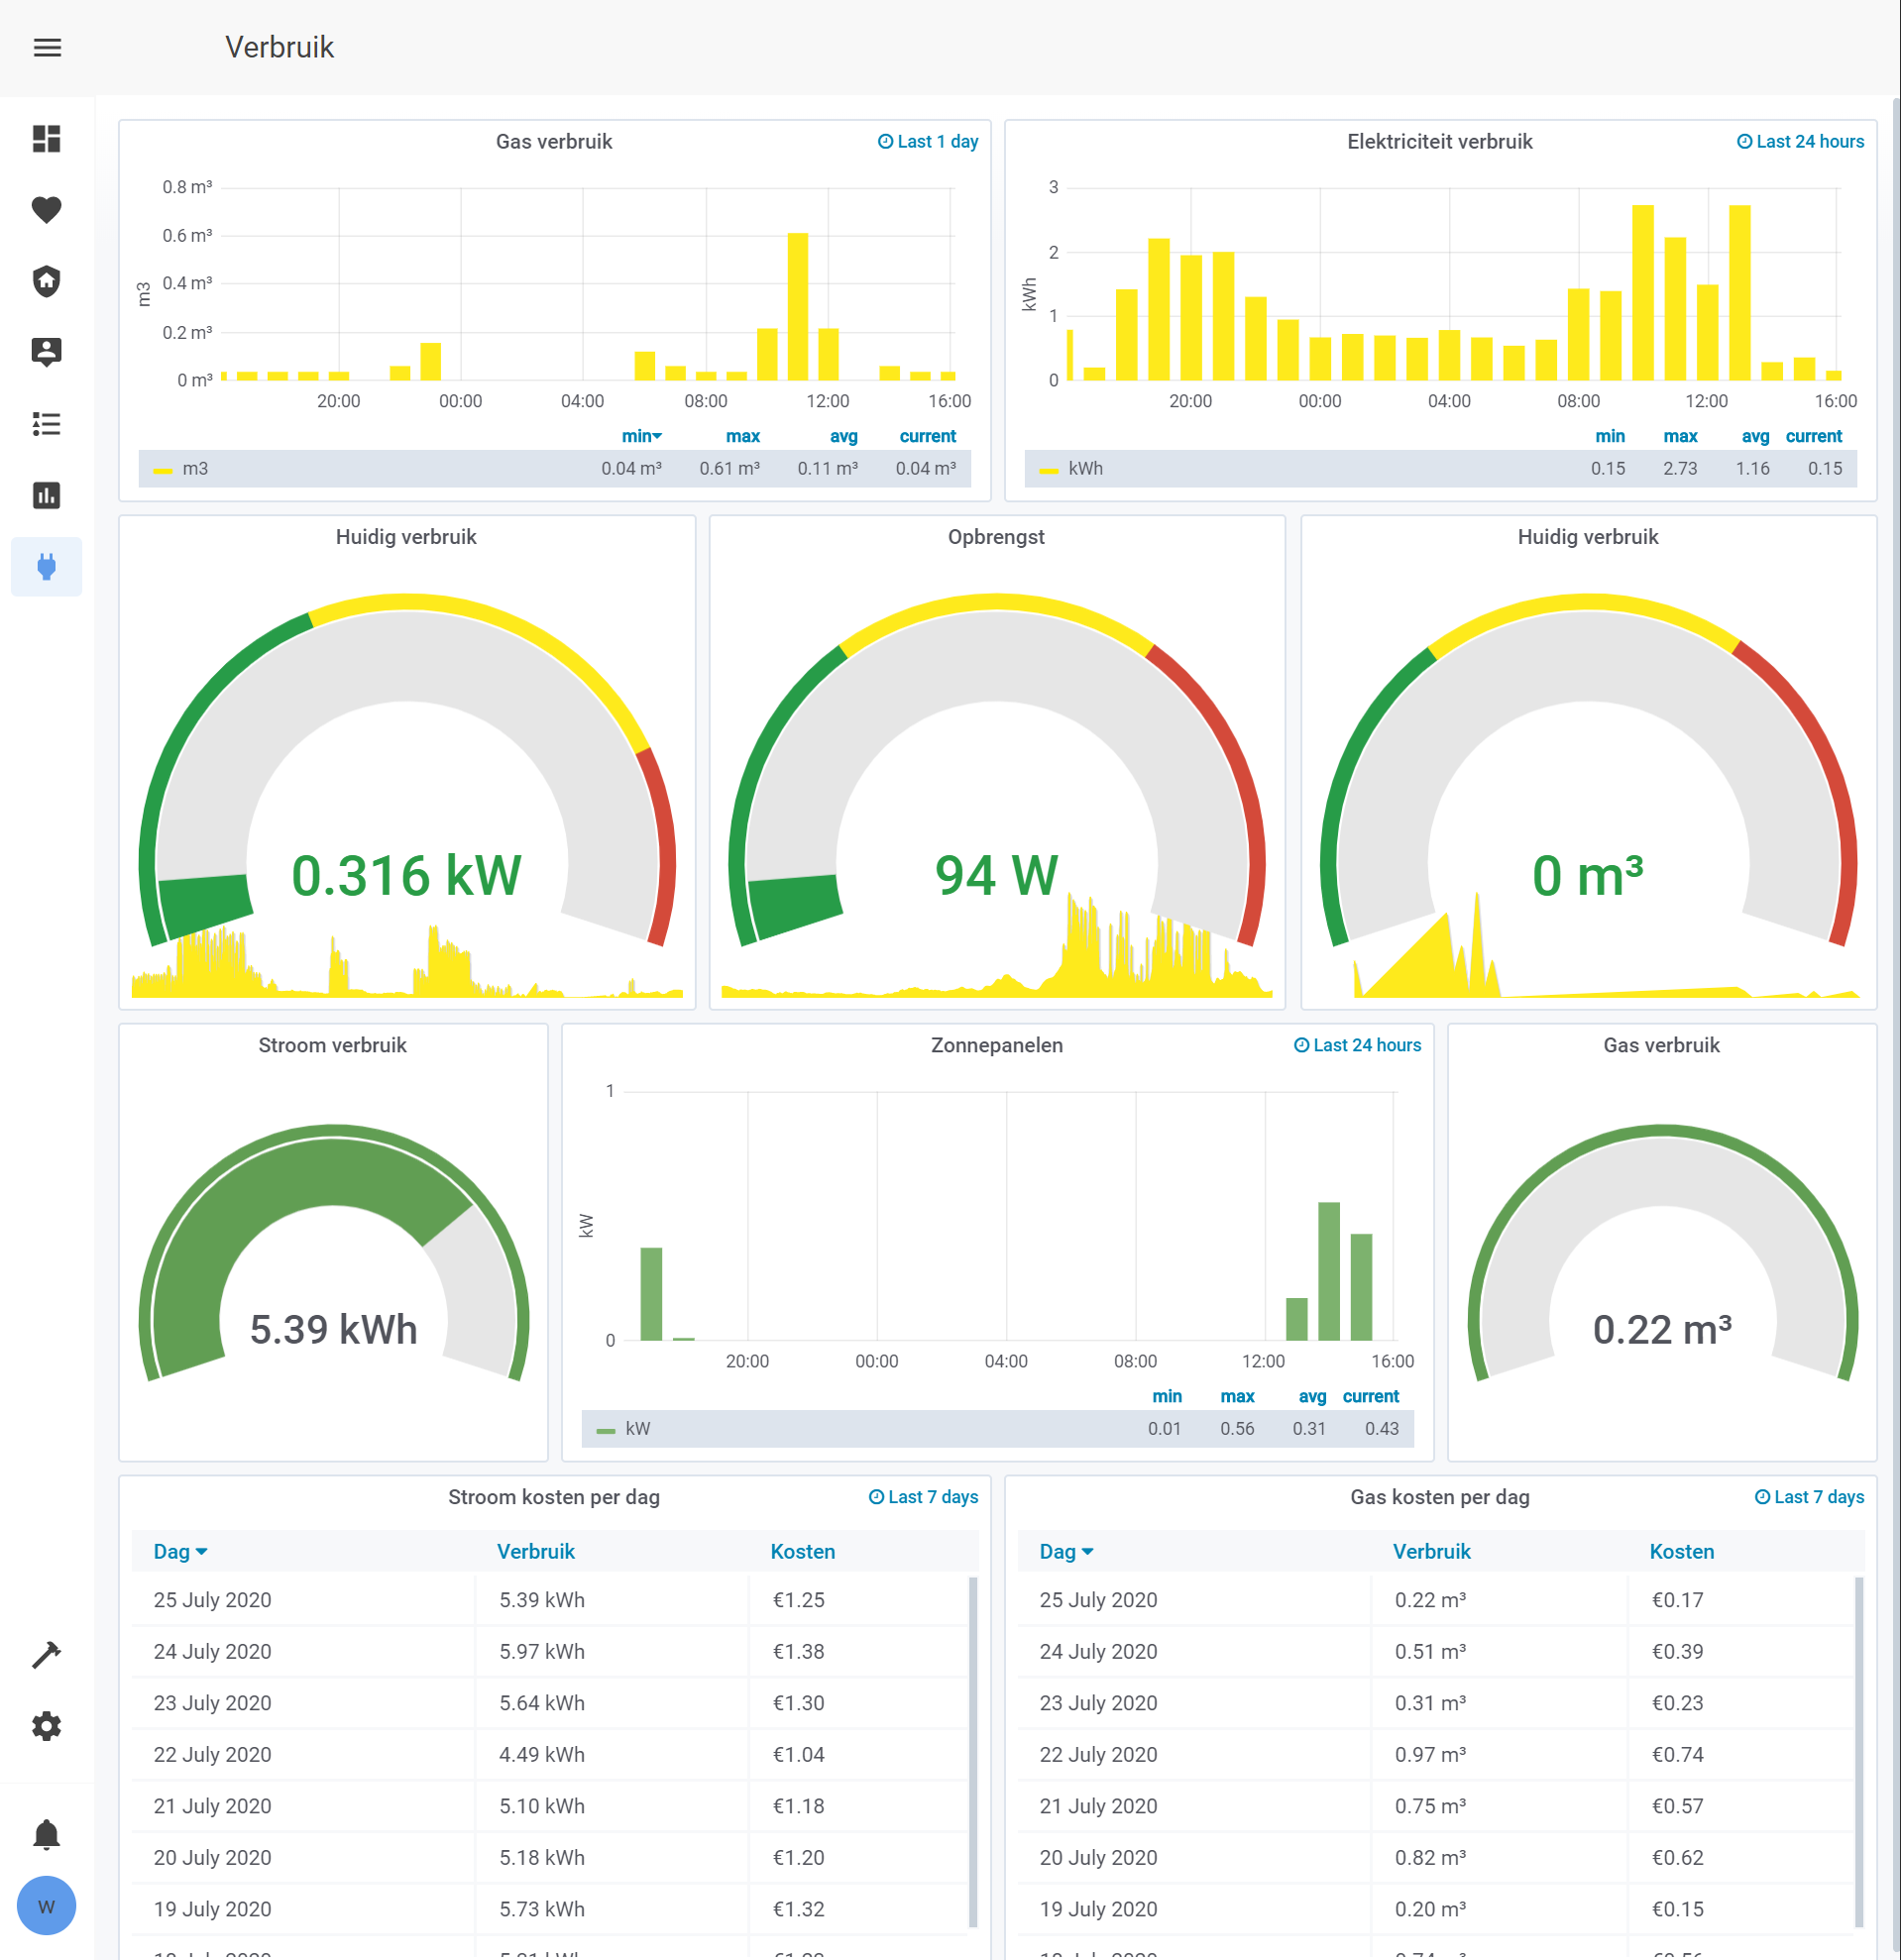 Verbruik
Gas verbruik
Last 1 day
0.8 m³
0.6 m³
0.4 m³
0.2 m³
0 m³
m3
20:00 00:00 04:00 08:00 12:00 16:00
min max avg current
m3 0.04 m³ 0.61 m³ 0.11 m³ 0.04 m³
Elektriciteit verbruik
Last 24 hours
3
2
1
0
kWh
20:00 00:00 04:00 08:00 12:00 16:00
min max avg current
kWh 0.15 2.73 1.16 0.15
Huidig verbruik
0.316 kW
Opbrengst
94 W
Huidig verbruik
0 m³
Stroom verbruik
5.39 kWh
Zonnepanelen
Last 24 hours
1
0
kW
20:00 00:00 04:00 08:00 12:00 16:00
min max avg current
kW 0.01 0.56 0.31 0.43
Gas verbruik
0.22 m³
Stroom kosten per dag
Last 7 days
Dag Verbruik Kosten
25 July 2020 5.39 kWh €1.25
24 July 2020 5.97 kWh €1.38
23 July 2020 5.64 kWh €1.30
22 July 2020 4.49 kWh €1.04
21 July 2020 5.10 kWh €1.18
20 July 2020 5.18 kWh €1.20
19 July 2020 5.73 kWh €1.32
Gas kosten per dag
Last 7 days
Dag Verbruik Kosten
25 July 2020 0.22 m³ €0.17
24 July 2020 0.51 m³ €0.39
23 July 2020 0.31 m³ €0.23
22 July 2020 0.97 m³ €0.74
21 July 2020 0.75 m³ €0.57
20 July 2020 0.82 m³ €0.62
19 July 2020 0.20 m³ €0.15
W